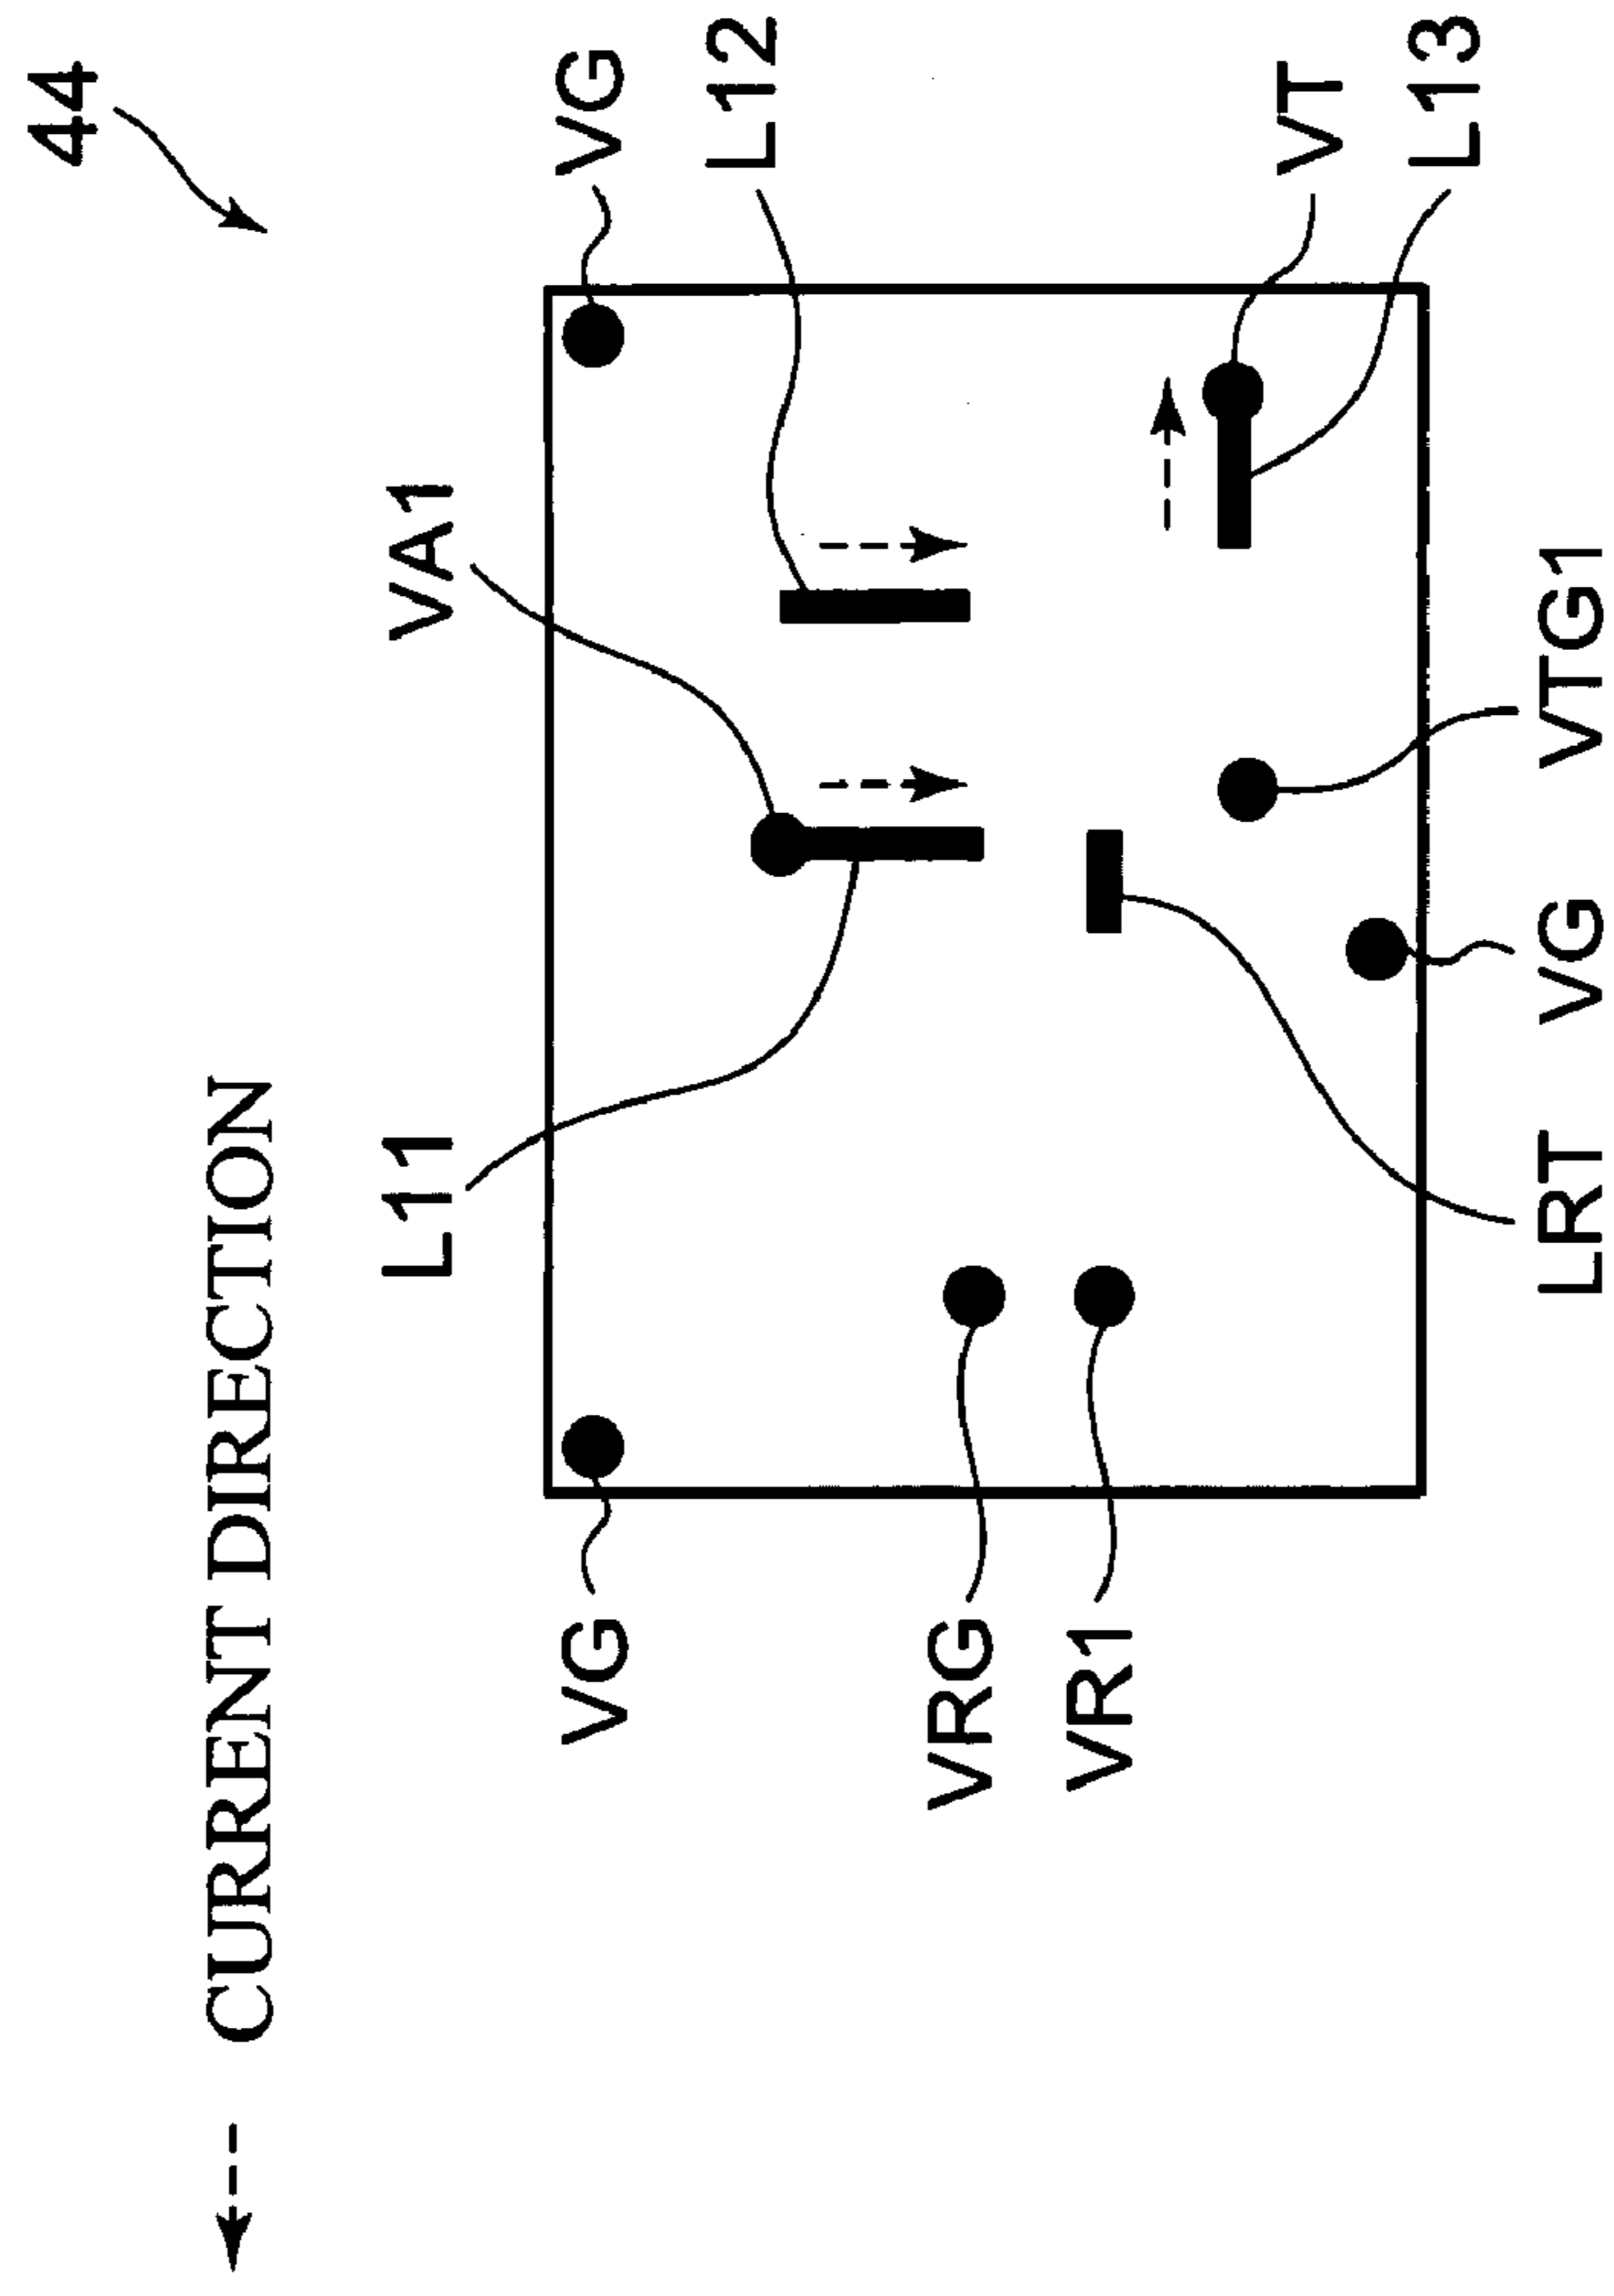 44
CURRENT DIRECTION
L11
VA1
VG
VG
L12
VRG
VR1
VT
L13
LRT
VG
VTG1